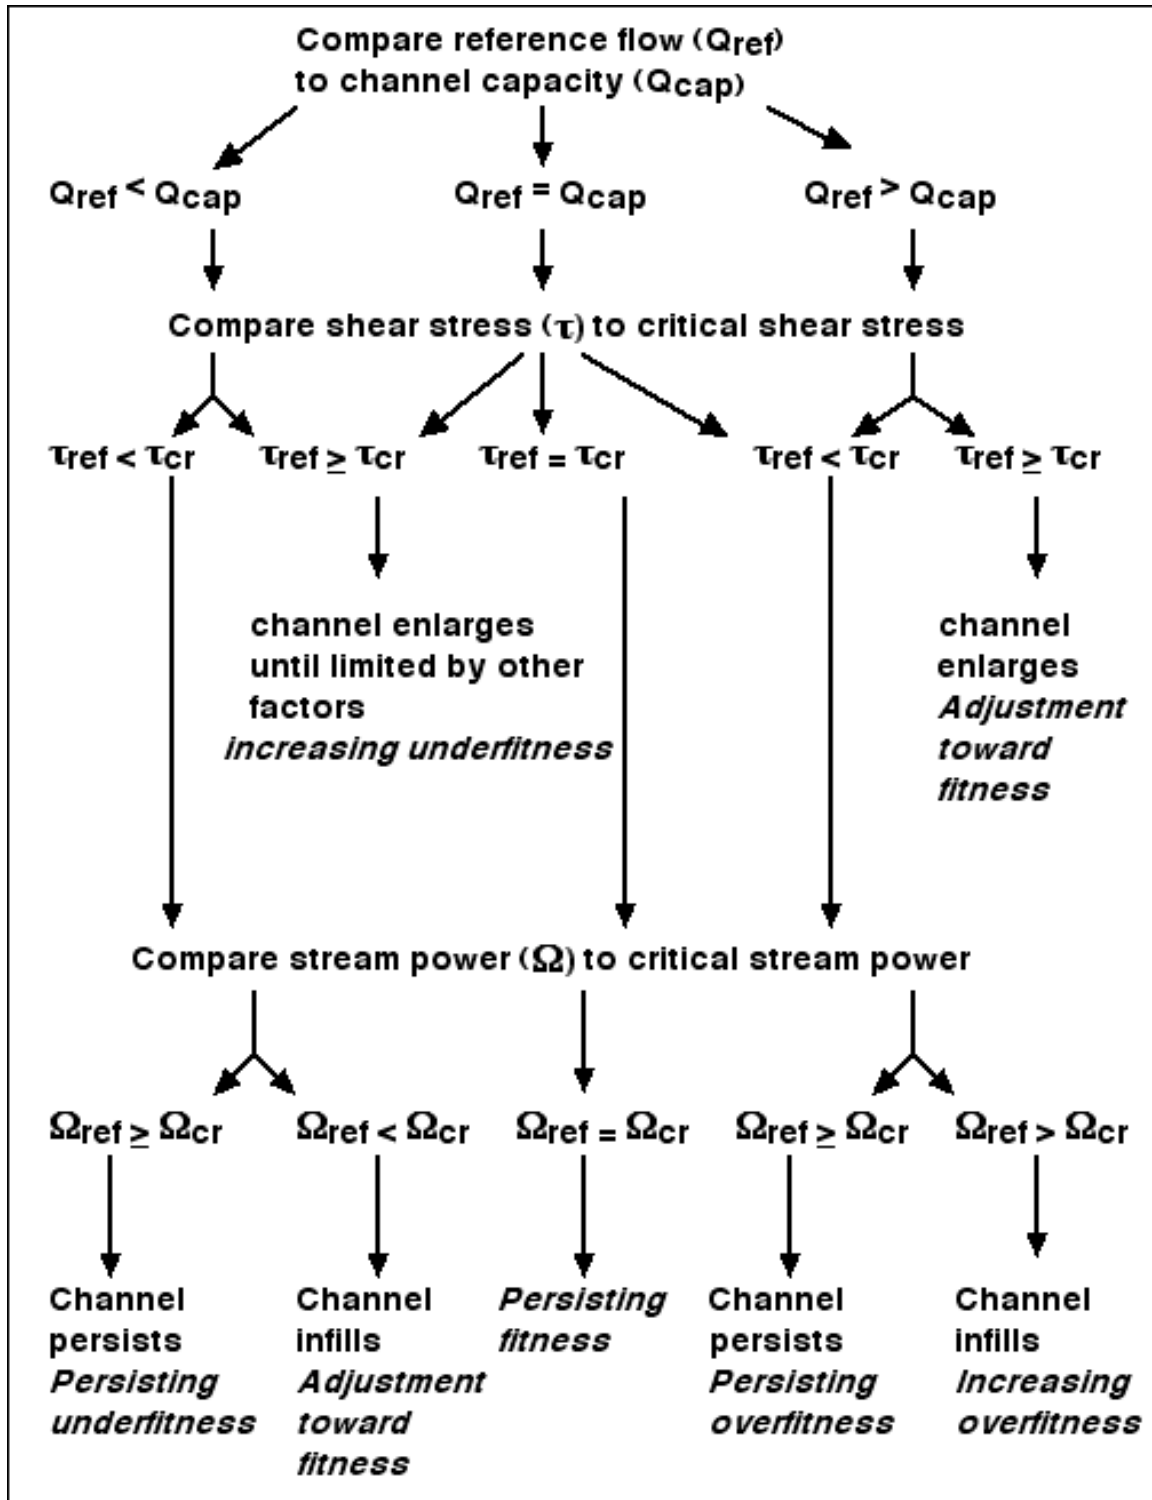 Compare reference flow (Qref)
to channel capacity (Qcap)
Qref < Qcap
Qref = Qcap
Qref > Qcap
Compare shear stress (τ) to critical shear stress
τref < τcr
τref ≥ τcr
τref = τcr
τref < τcr
τref ≥ τcr
channel enlarges
until limited by other
factors
increasing underfitness
channel
enlarges
Adjustment
toward
fitness
Compare stream power (Ω) to critical stream power
Ωref ≥ Ωcr
Ωref < Ωcr
Ωref = Ωcr
Ωref ≥ Ωcr
Ωref > Ωcr
Channel
persists
Persisting
underfitness
Channel
infills
Adjustment
toward
fitness
Persisting
fitness
Channel
persists
Persisting
overfitness
Channel
infills
Increasing
overfitness